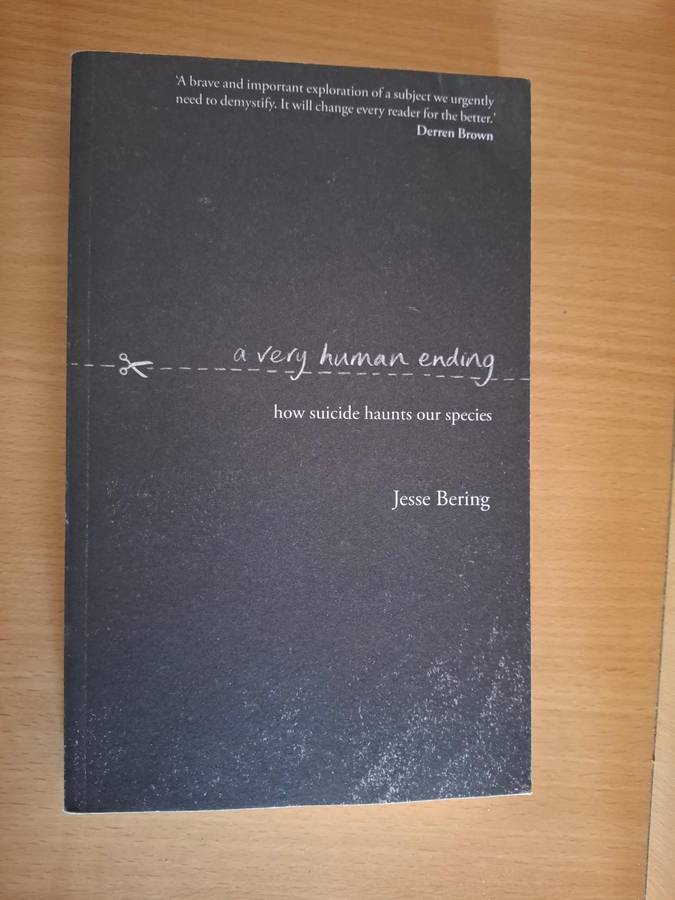 ‘A brave and important exploration of a subject we urgently
need to demystify. It will change every reader for the better.’
Derren Brown
a very human ending
how suicide haunts our species
Jesse Bering